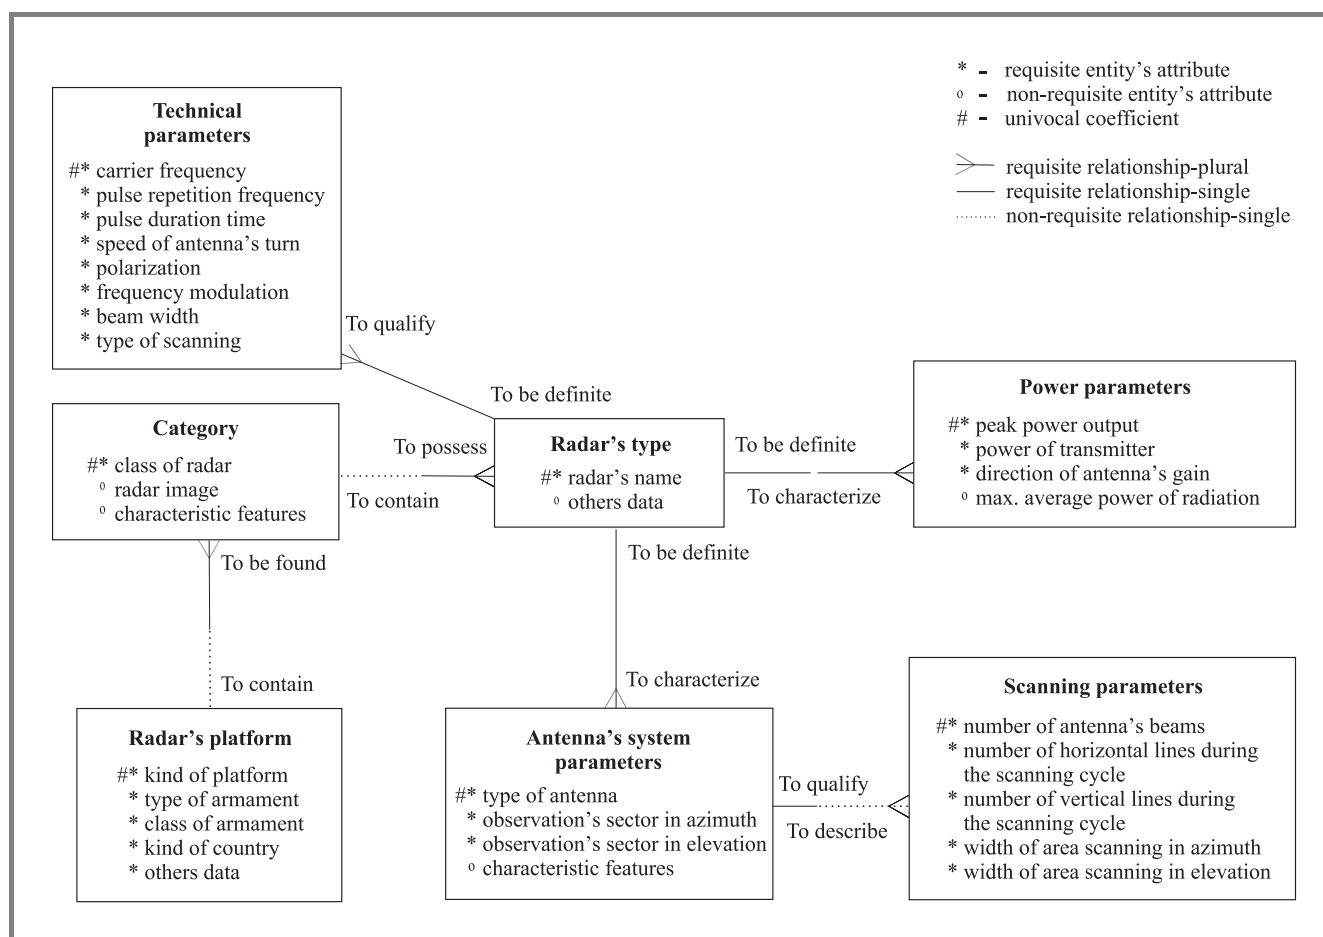 * - requisite entity's attribute
o - non-requisite entity's attribute
# - univocal coefficient
requisite relationship-plural
requisite relationship-single
non-requisite relationship-single
Technical
parameters
#* carrier frequency
* pulse repetition frequency
* pulse duration time
* speed of antenna's turn
* polarization
* frequency modulation
* beam width
* type of scanning
To qualify
To be definite
Category
#* class of radar
o radar image
o characteristic features
To possess
To contain
Radar's type
#* radar's name
o others data
To be definite
To characterize
Power parameters
#* peak power output
* power of transmitter
* direction of antenna's gain
o max. average power of radiation
To be found
To contain
To be definite
To characterize
Radar's platform
#* kind of platform
* type of armament
* class of armament
* kind of country
* others data
Antenna's system
parameters
#* type of antenna
* observation's sector in azimuth
* observation's sector in elevation
o characteristic features
To qualify
To describe
Scanning parameters
#* number of antenna's beams
* number of horizontal lines during
the scanning cycle
* number of vertical lines during
the scanning cycle
* width of area scanning in azimuth
* width of area scanning in elevation